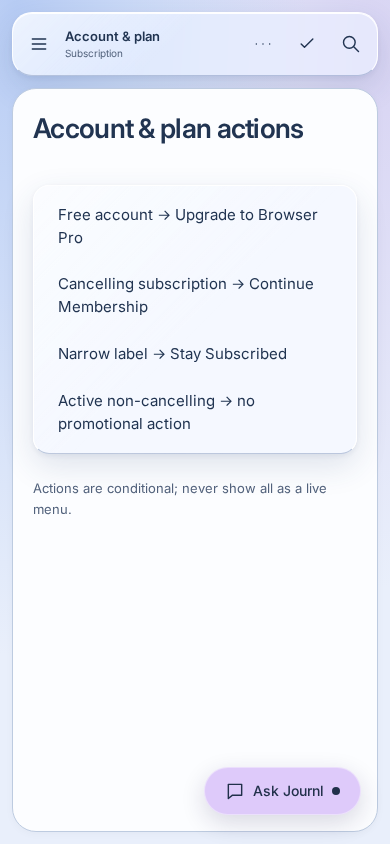 Account & plan
Subscription
···
Account & plan actions
Free account → Upgrade to Browser
Pro
Cancelling subscription → Continue
Membership
Narrow label → Stay Subscribed
Active non-cancelling → no
promotional action
Actions are conditional; never show all as a live
menu.
Ask Journl